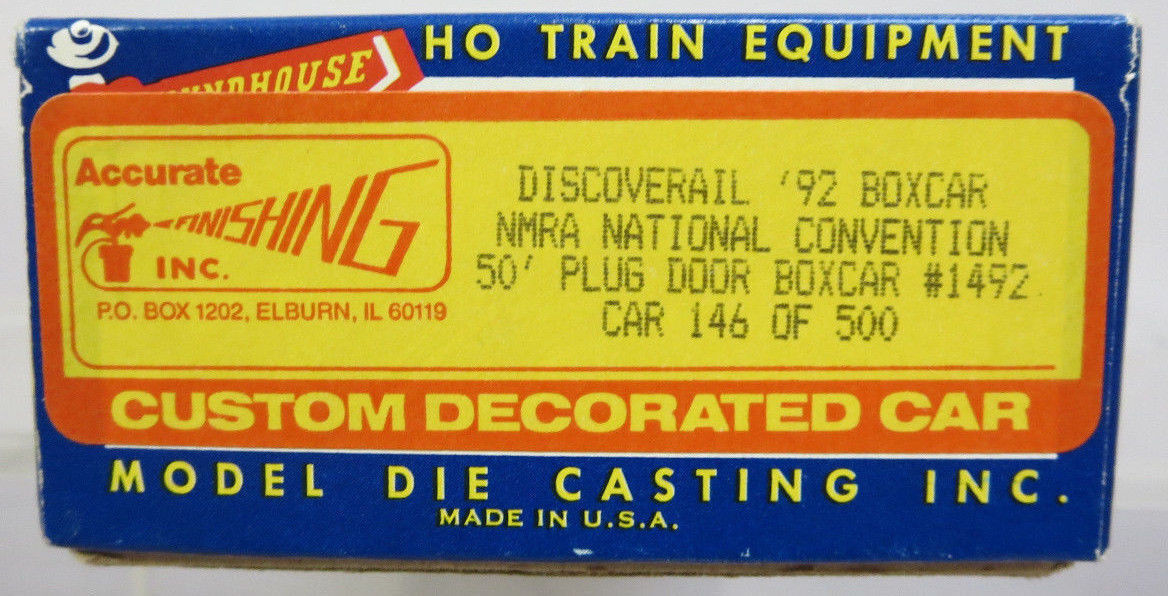 HO TRAIN EQUIPMENT
Accurate
FINISHING
INC.
P.O. BOX 1202, ELBURN, IL 60119
DISCOVERAIL '92 BOXCAR
NMRA NATIONAL CONVENTION
50' PLUG DOOR BOXCAR #1492
CAR 146 OF 500
CUSTOM DECORATED CAR
MODEL DIE CASTING INC.
MADE IN U.S.A.